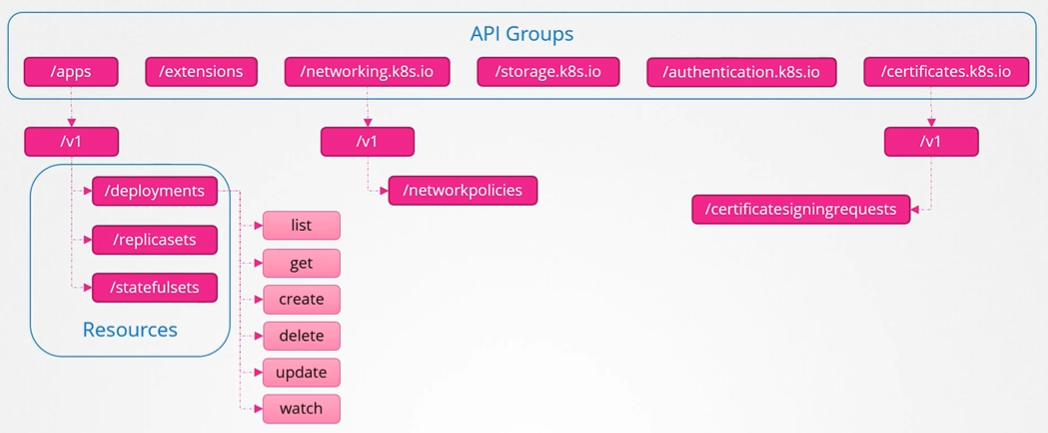 API Groups
/apps
/extensions
/networking.k8s.io
/storage.k8s.io
/authentication.k8s.io
/certificates.k8s.io
/v1
/v1
/v1
/deployments
/networkpolicies
/certificatesigningrequests
list
/replicasets
get
/statefulsets
create
Resources
delete
update
watch